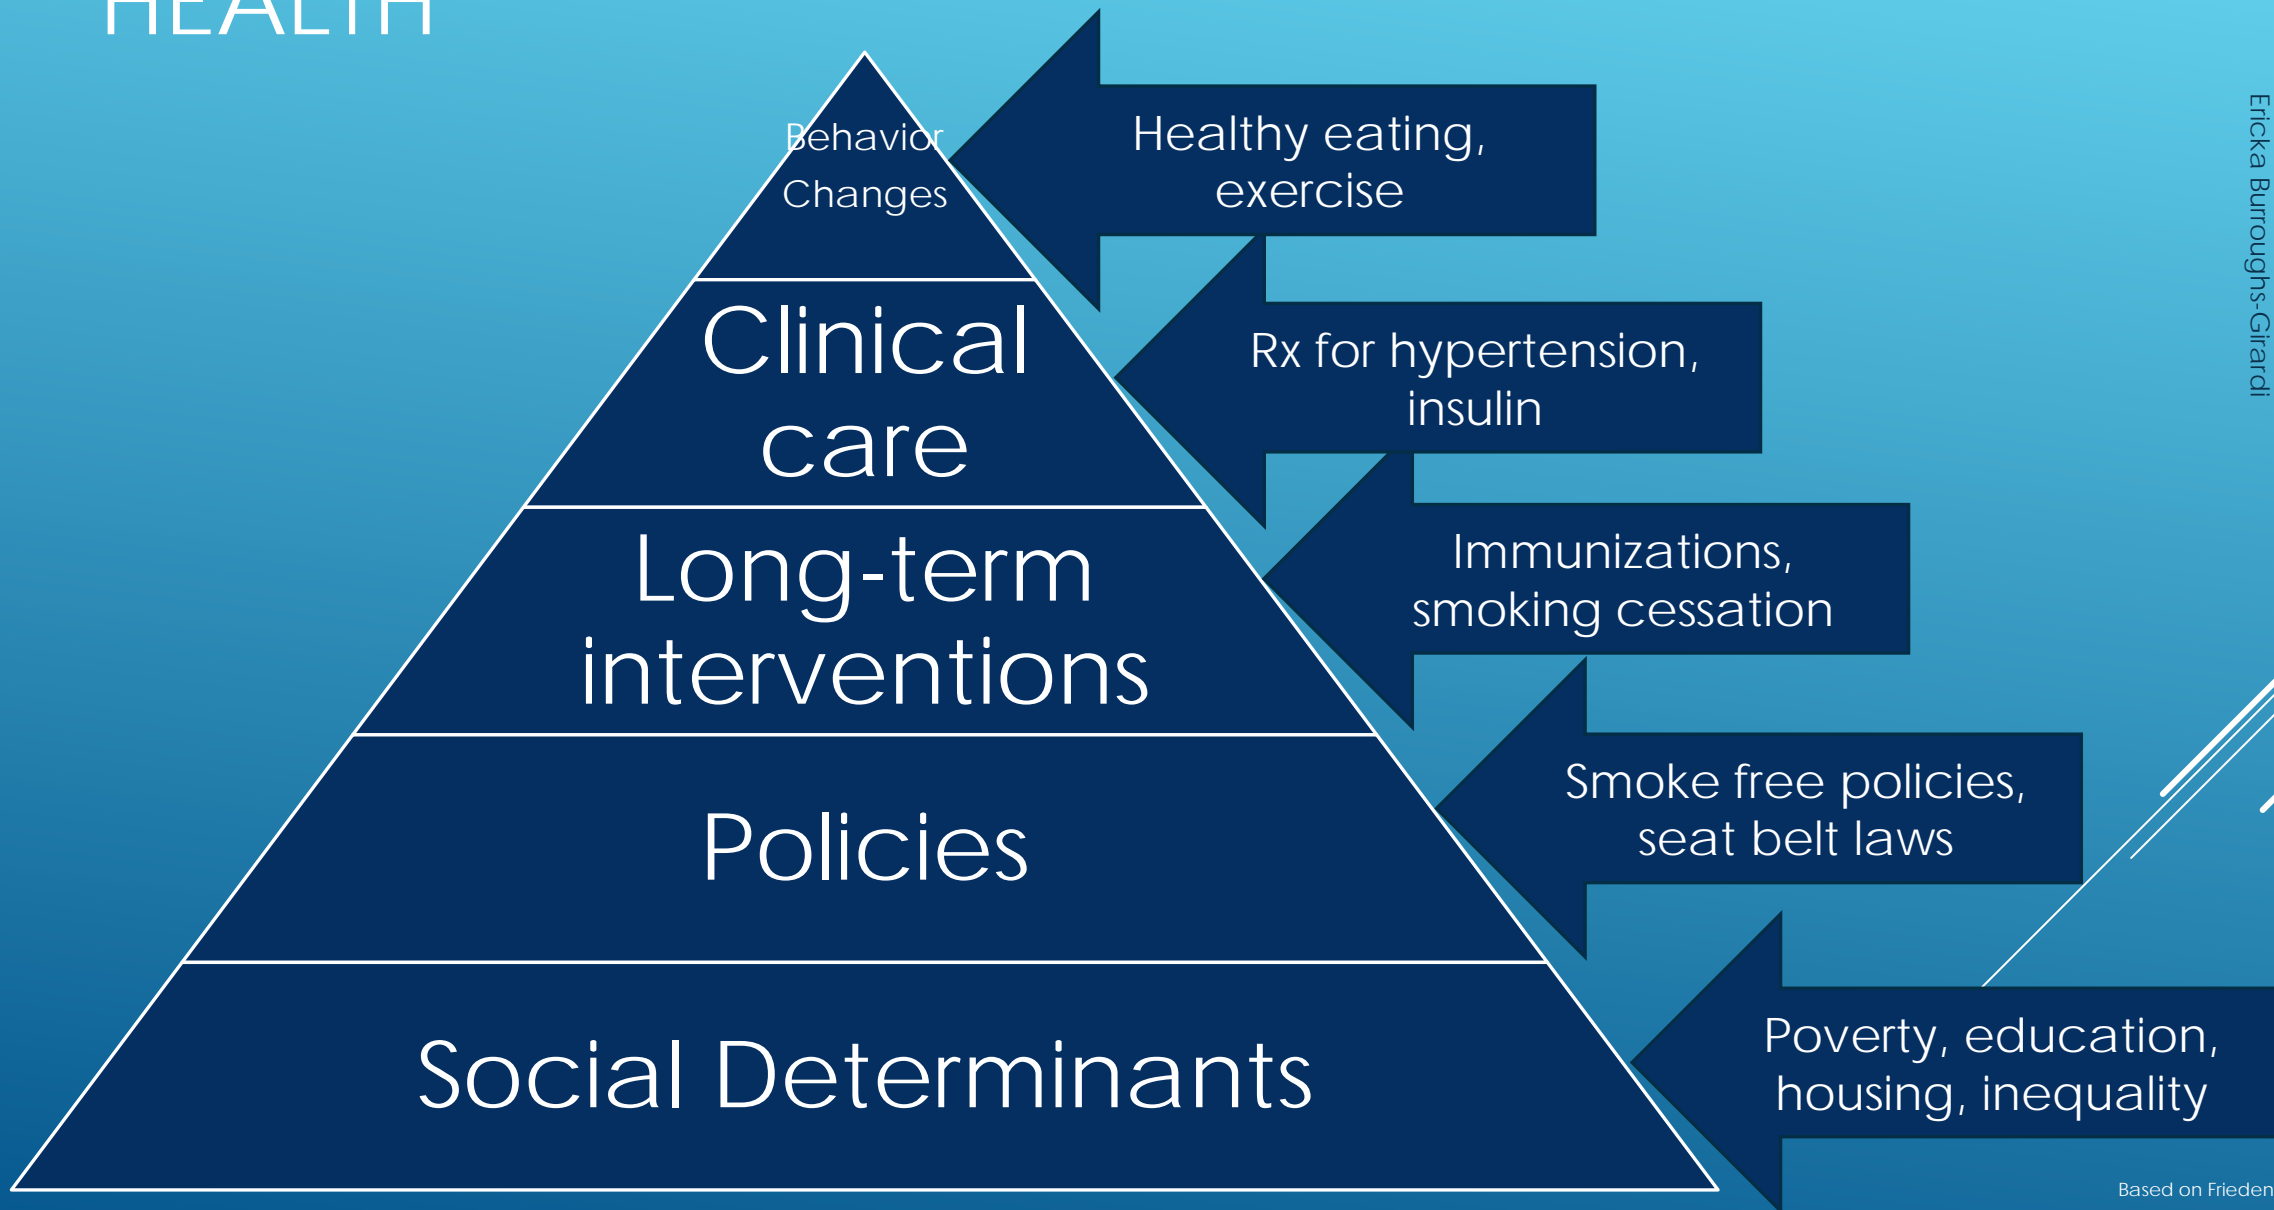 HEALTH
Behavior
Changes
Healthy eating,
exercise
Clinical
care
Rx for hypertension,
insulin
Long-term
interventions
Immunizations,
smoking cessation
Policies
Smoke free policies,
seat belt laws
Social Determinants
Poverty, education,
housing, inequality
Ericka Burroughs-Girardi
Based on Frieden